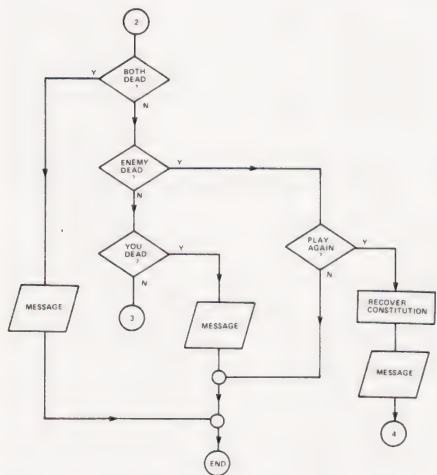 2
Y
BOTH
DEAD
?
N
ENEMY
DEAD
?
Y
N
YOU
DEAD
?
Y
N
PLAY
AGAIN
?
Y
N
3
MESSAGE
MESSAGE
RECOVER
CONSTITUTION
MESSAGE
4
END